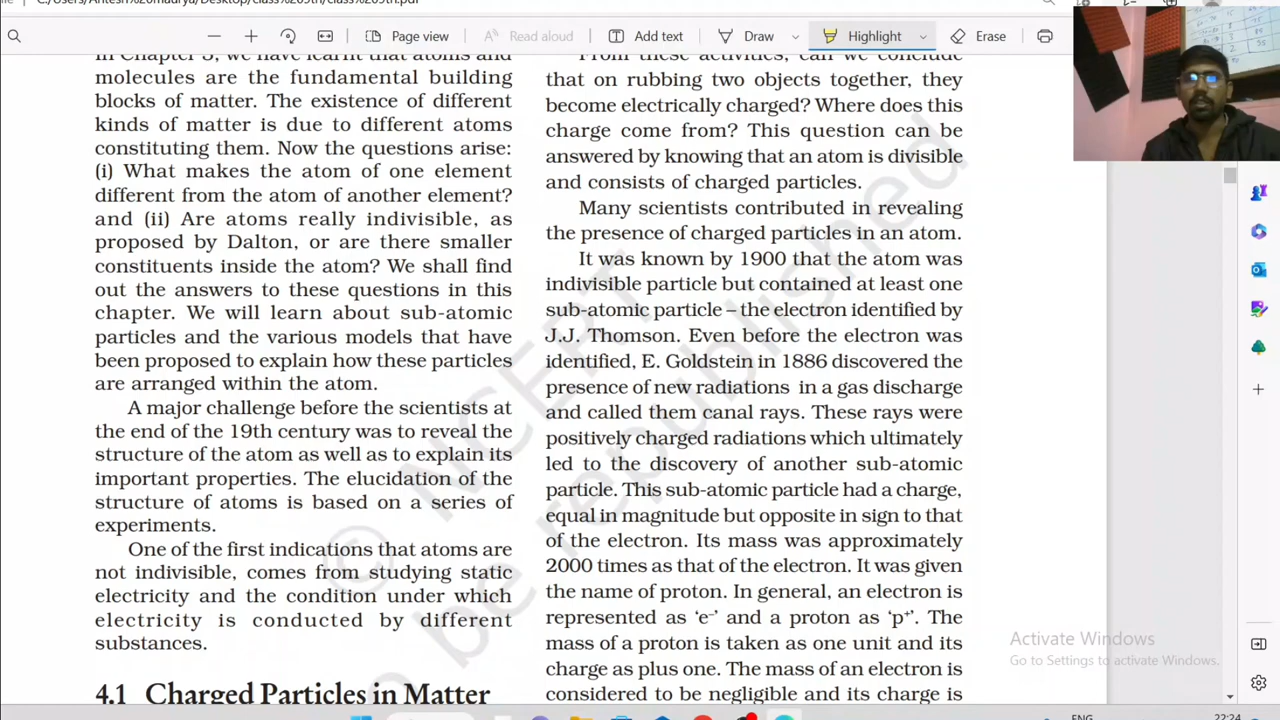 C:/Users/Antesh%20maurya/Desktop/class%209th/class%209th.pdf
Page view
Read aloud
Add text
Draw
Highlight
Erase
In Chapter 3, we have learnt that atoms and
molecules are the fundamental building
blocks of matter. The existence of different
kinds of matter is due to different atoms
constituting them. Now the questions arise:
(i) What makes the atom of one element
different from the atom of another element?
and (ii) Are atoms really indivisible, as
proposed by Dalton, or are there smaller
constituents inside the atom? We shall find
out the answers to these questions in this
chapter. We will learn about sub-atomic
particles and the various models that have
been proposed to explain how these particles
are arranged within the atom.
A major challenge before the scientists at
the end of the 19th century was to reveal the
structure of the atom as well as to explain its
important properties. The elucidation of the
structure of atoms is based on a series of
experiments.
One of the first indications that atoms are
not indivisible, comes from studying static
electricity and the condition under which
electricity is conducted by different
substances.
4.1 Charged Particles in Matter
From these activities, can we conclude
that on rubbing two objects together, they
become electrically charged? Where does this
charge come from? This question can be
answered by knowing that an atom is divisible
and consists of charged particles.
Many scientists contributed in revealing
the presence of charged particles in an atom.
It was known by 1900 that the atom was
indivisible particle but contained at least one
sub-atomic particle – the electron identified by
J.J. Thomson. Even before the electron was
identified, E. Goldstein in 1886 discovered the
presence of new radiations in a gas discharge
and called them canal rays. These rays were
positively charged radiations which ultimately
led to the discovery of another sub-atomic
particle. This sub-atomic particle had a charge,
equal in magnitude but opposite in sign to that
of the electron. Its mass was approximately
2000 times as that of the electron. It was given
the name of proton. In general, an electron is
represented as ‘e⁻’ and a proton as ‘p⁺’. The
mass of a proton is taken as one unit and its
charge as plus one. The mass of an electron is
considered to be negligible and its charge is
© NCERT
be republished
Activate Windows
Go to Settings to activate Windows.
ENG
22:24